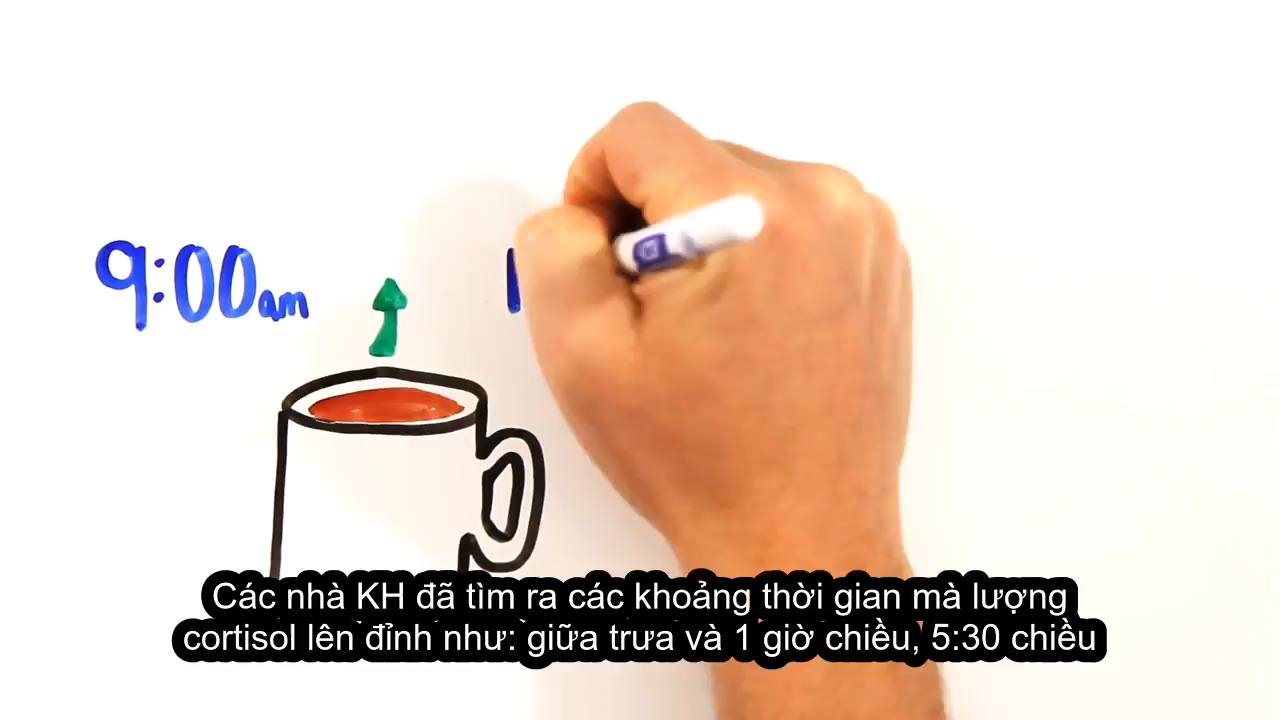 9:00am
Các nhà KH đã tìm ra các khoảng thời gian mà lượng
cortisol lên đỉnh như: giữa trưa và 1 giờ chiều, 5:30 chiều